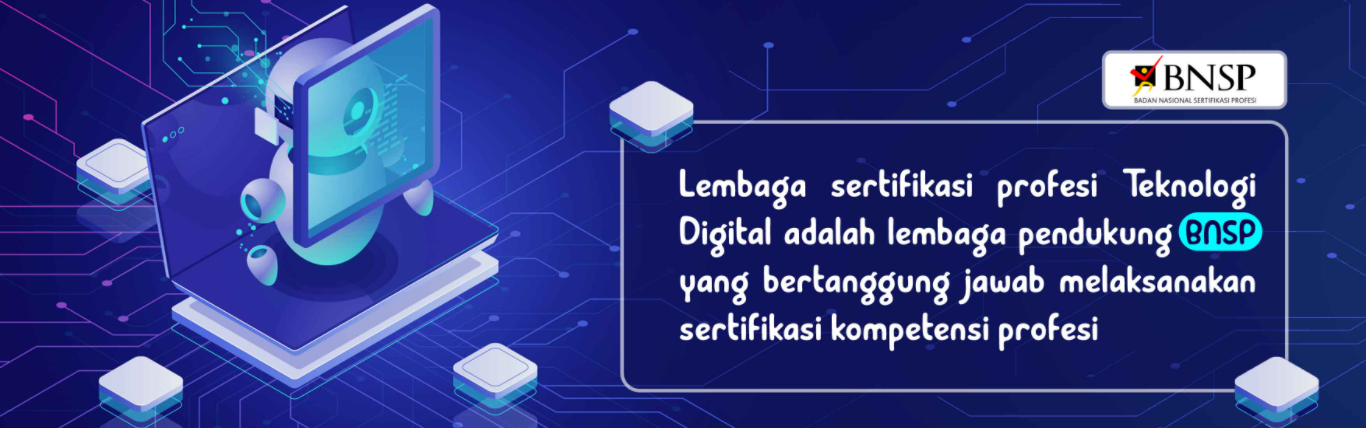 BNSP
BADAN NASIONAL SERTIFIKASI PROFESI
Lembaga sertifikasi profesi Teknologi
Digital adalah lembaga pendukung BNSP
yang bertanggung jawab melaksanakan
sertifikasi kompetensi profesi